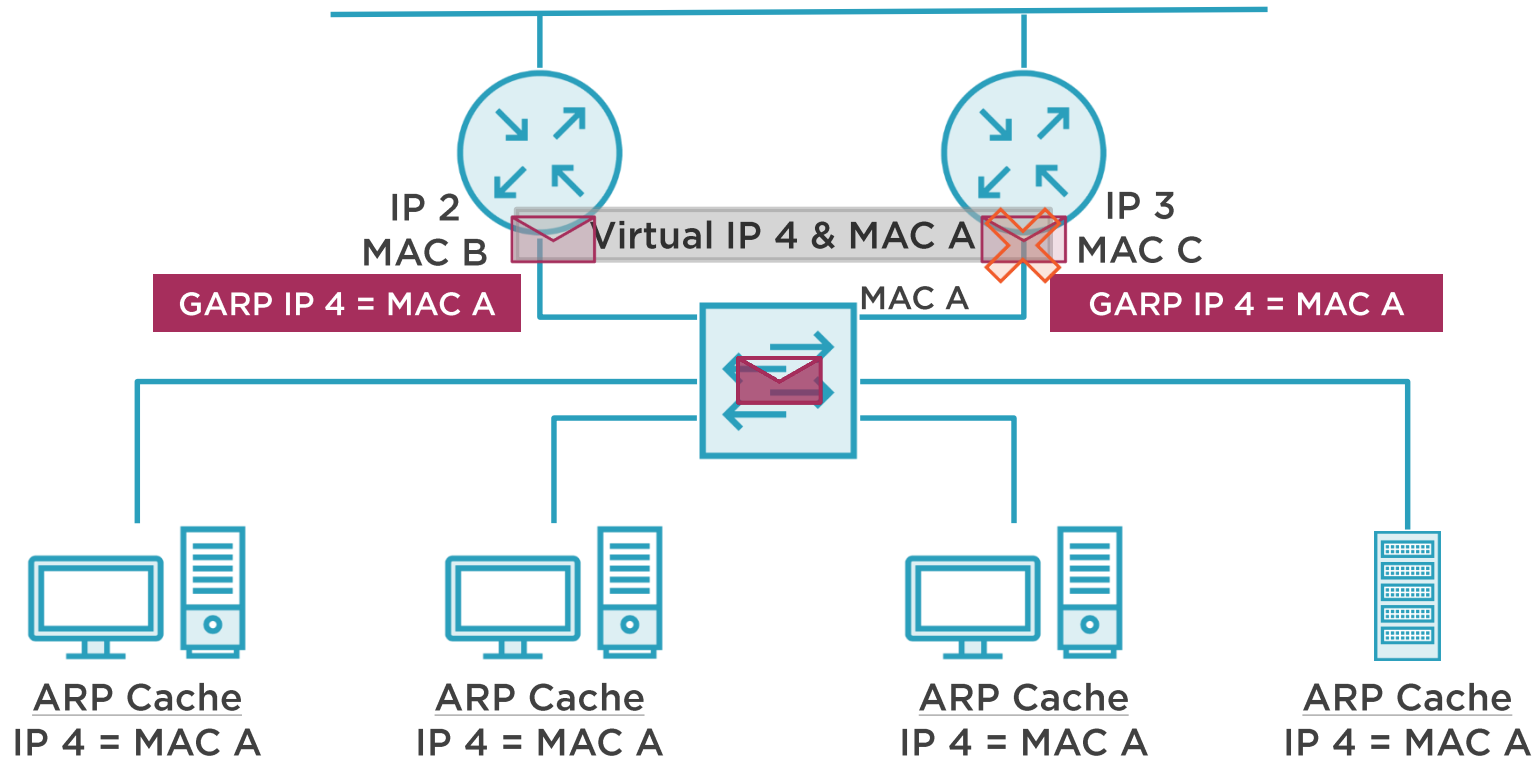 IP 2
MAC B
Virtual IP 4 & MAC A
IP 3
MAC C
GARP IP 4 = MAC A
MAC A
GARP IP 4 = MAC A
ARP Cache
IP 4 = MAC A
ARP Cache
IP 4 = MAC A
ARP Cache
IP 4 = MAC A
ARP Cache
IP 4 = MAC A